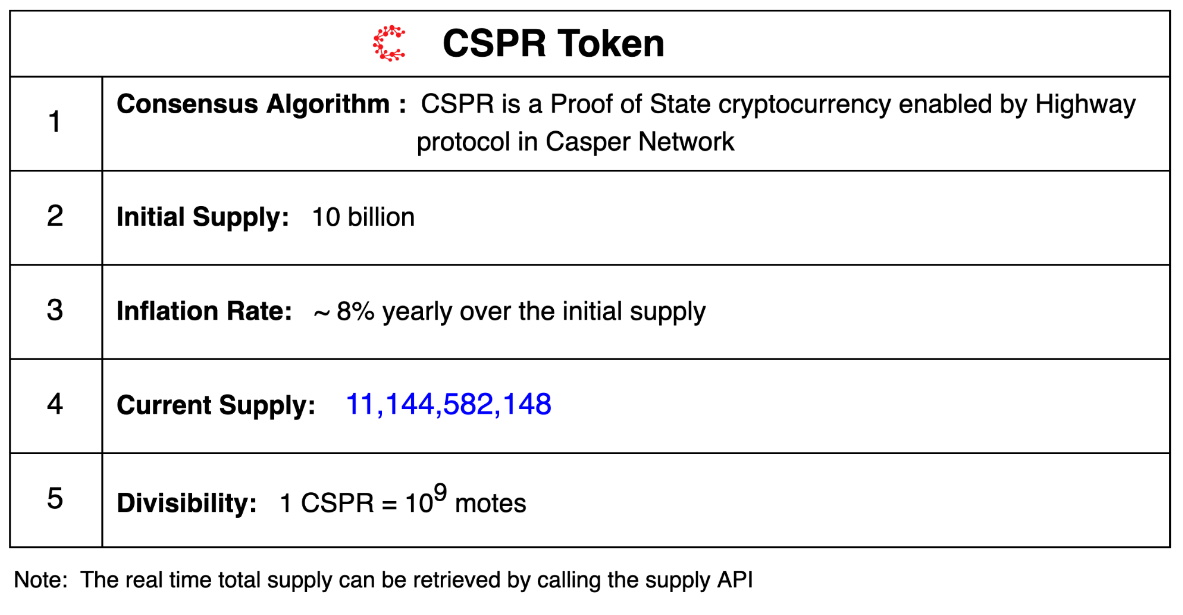 CSPR Token
1
Consensus Algorithm : CSPR is a Proof of State cryptocurrency enabled by Highway
protocol in Casper Network
2
Initial Supply: 10 billion
3
Inflation Rate: ~ 8% yearly over the initial supply
4
Current Supply: 11,144,582,148
5
Divisibility: 1 CSPR = 10⁹ motes
Note: The real time total supply can be retrieved by calling the supply API